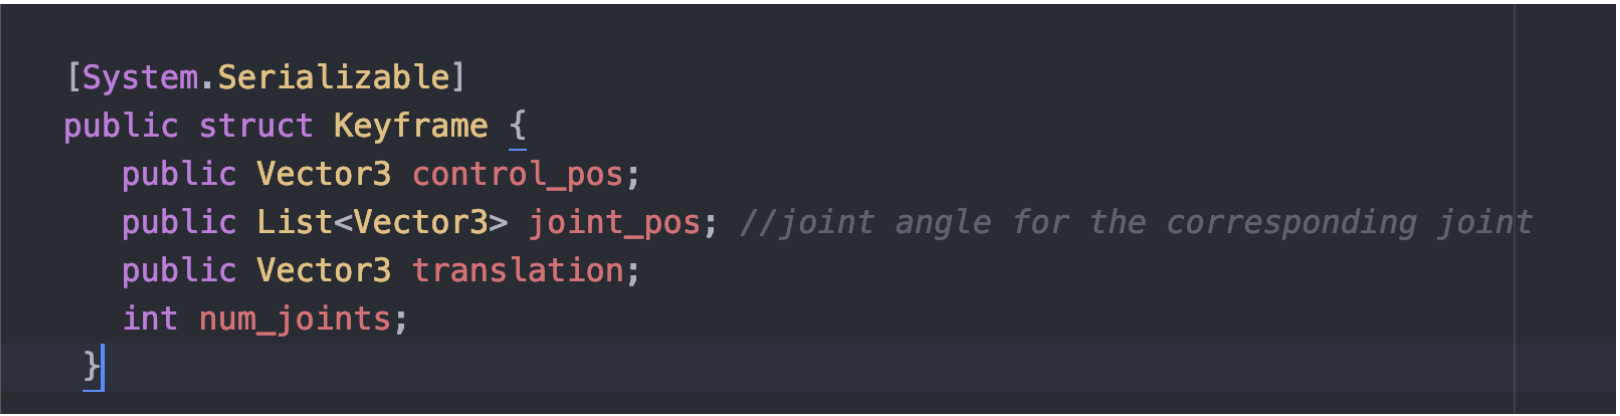 [System.Serializable]
public struct Keyframe {
public Vector3 control_pos;
public List<Vector3> joint_pos; //joint angle for the corresponding joint
public Vector3 translation;
int num_joints;
}